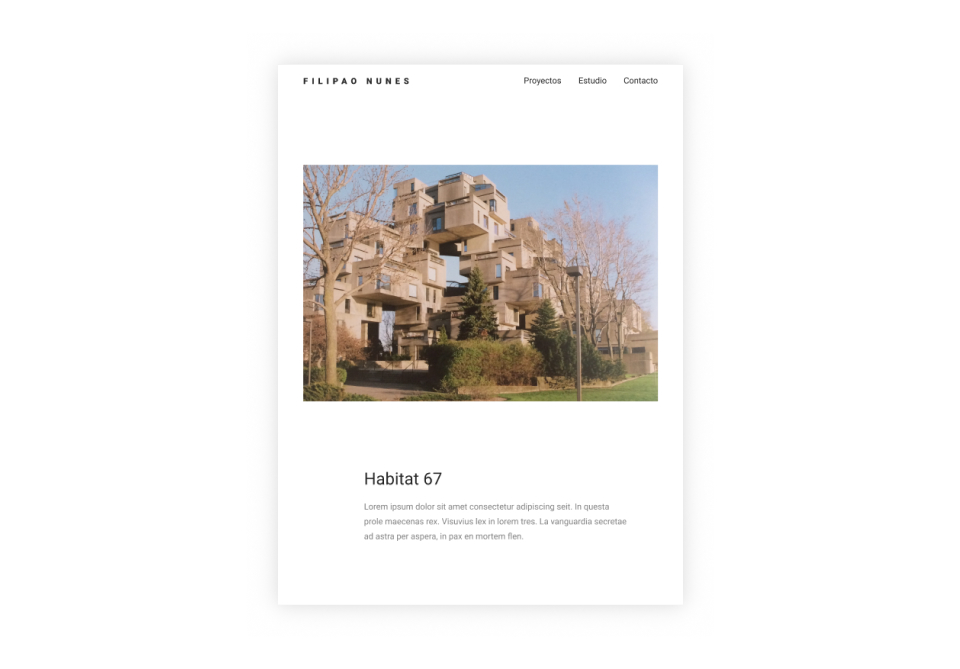 FILIPAO NUNES
Proyectos Estudio Contacto
Habitat 67
Lorem ipsum dolor sit amet consectetur adipiscing seit. In questa
prole maecenas rex. Visuvius lex in lorem tres. La vanguardia secretae
ad astra per aspera, in pax en mortem flen.